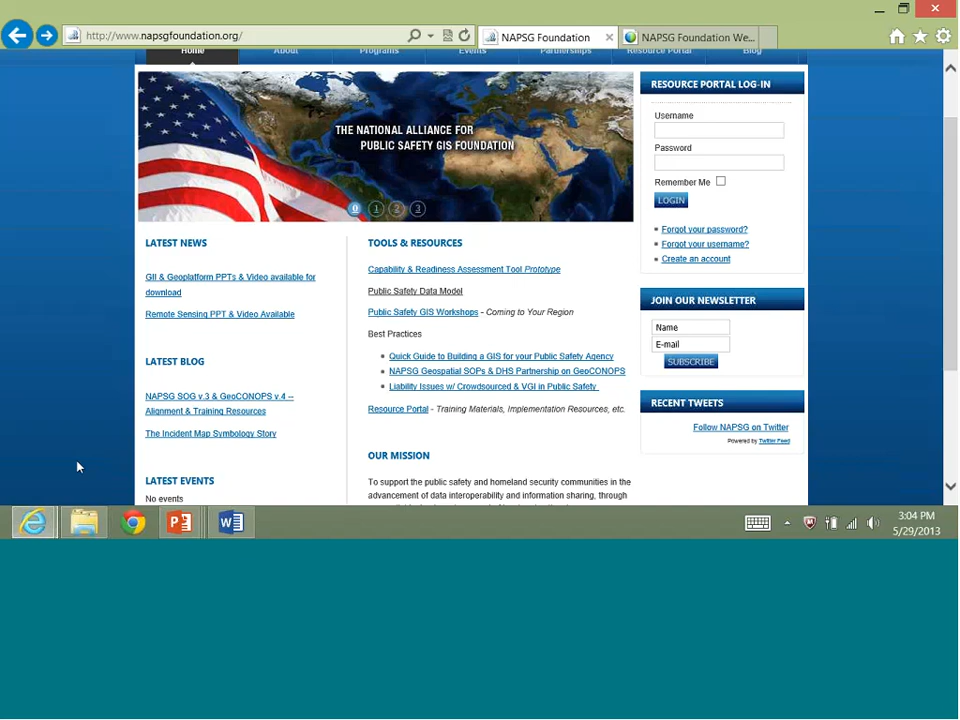 http://www.napsgfoundation.org/
NAPSG Foundation
NAPSG Foundation We...
Home About Programs Events Partnerships Resource Portal Blog
THE NATIONAL ALLIANCE FOR
PUBLIC SAFETY GIS FOUNDATION
0 1 2 3
RESOURCE PORTAL LOG-IN
Username
Password
Remember Me
LOGIN
Forgot your password?
Forgot your username?
Create an account
LATEST NEWS
GII & Geoplatform PPTs & Video available for
download
Remote Sensing PPT & Video Available
LATEST BLOG
NAPSG SOG v.3 & GeoCONOPS v.4 --
Alignment & Training Resources
The Incident Map Symbology Story
LATEST EVENTS
No events
TOOLS & RESOURCES
Capability & Readiness Assessment Tool Prototype
Public Safety Data Model
Public Safety GIS Workshops - Coming to Your Region
Best Practices
Quick Guide to Building a GIS for your Public Safety Agency
NAPSG Geospatial SOPs & DHS Partnership on GeoCONOPS
Liability Issues w/ Crowdsourced & VGI in Public Safety
Resource Portal - Training Materials, Implementation Resources, etc.
OUR MISSION
To support the public safety and homeland security communities in the
advancement of data interoperability and information sharing, through
JOIN OUR NEWSLETTER
Name
E-mail
SUBSCRIBE
RECENT TWEETS
Follow NAPSG on Twitter
Powered by Twitter Feed
3:04 PM
5/29/2013